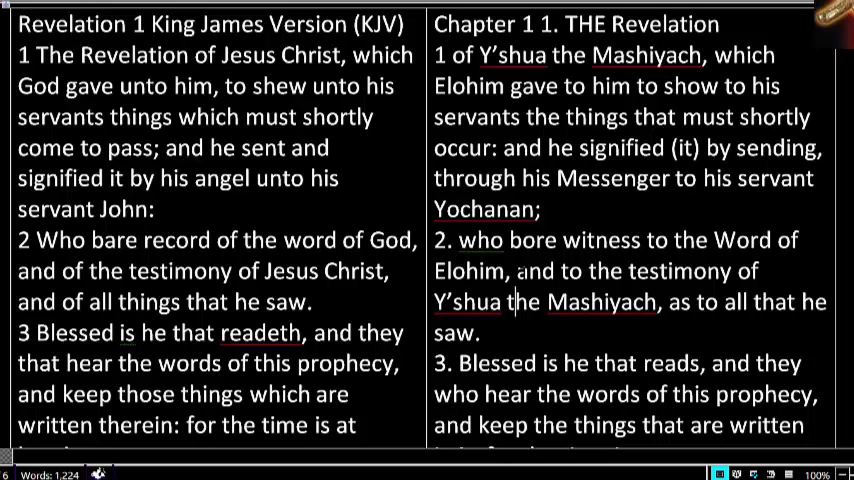 Revelation 1 King James Version (KJV)
1 The Revelation of Jesus Christ, which
God gave unto him, to shew unto his
servants things which must shortly
come to pass; and he sent and
signified it by his angel unto his
servant John:
2 Who bare record of the word of God,
and of the testimony of Jesus Christ,
and of all things that he saw.
3 Blessed is he that readeth, and they
that hear the words of this prophecy,
and keep those things which are
written therein: for the time is at
Chapter 1 1. THE Revelation
1 of Y’shua the Mashiyach, which
Elohim gave to him to show to his
servants the things that must shortly
occur: and he signified (it) by sending,
through his Messenger to his servant
Yochanan;
2. who bore witness to the Word of
Elohim, and to the testimony of
Y’shua the Mashiyach, as to all that he
saw.
3. Blessed is he that reads, and they
who hear the words of this prophecy,
and keep the things that are written
6 Words: 1,224 100%